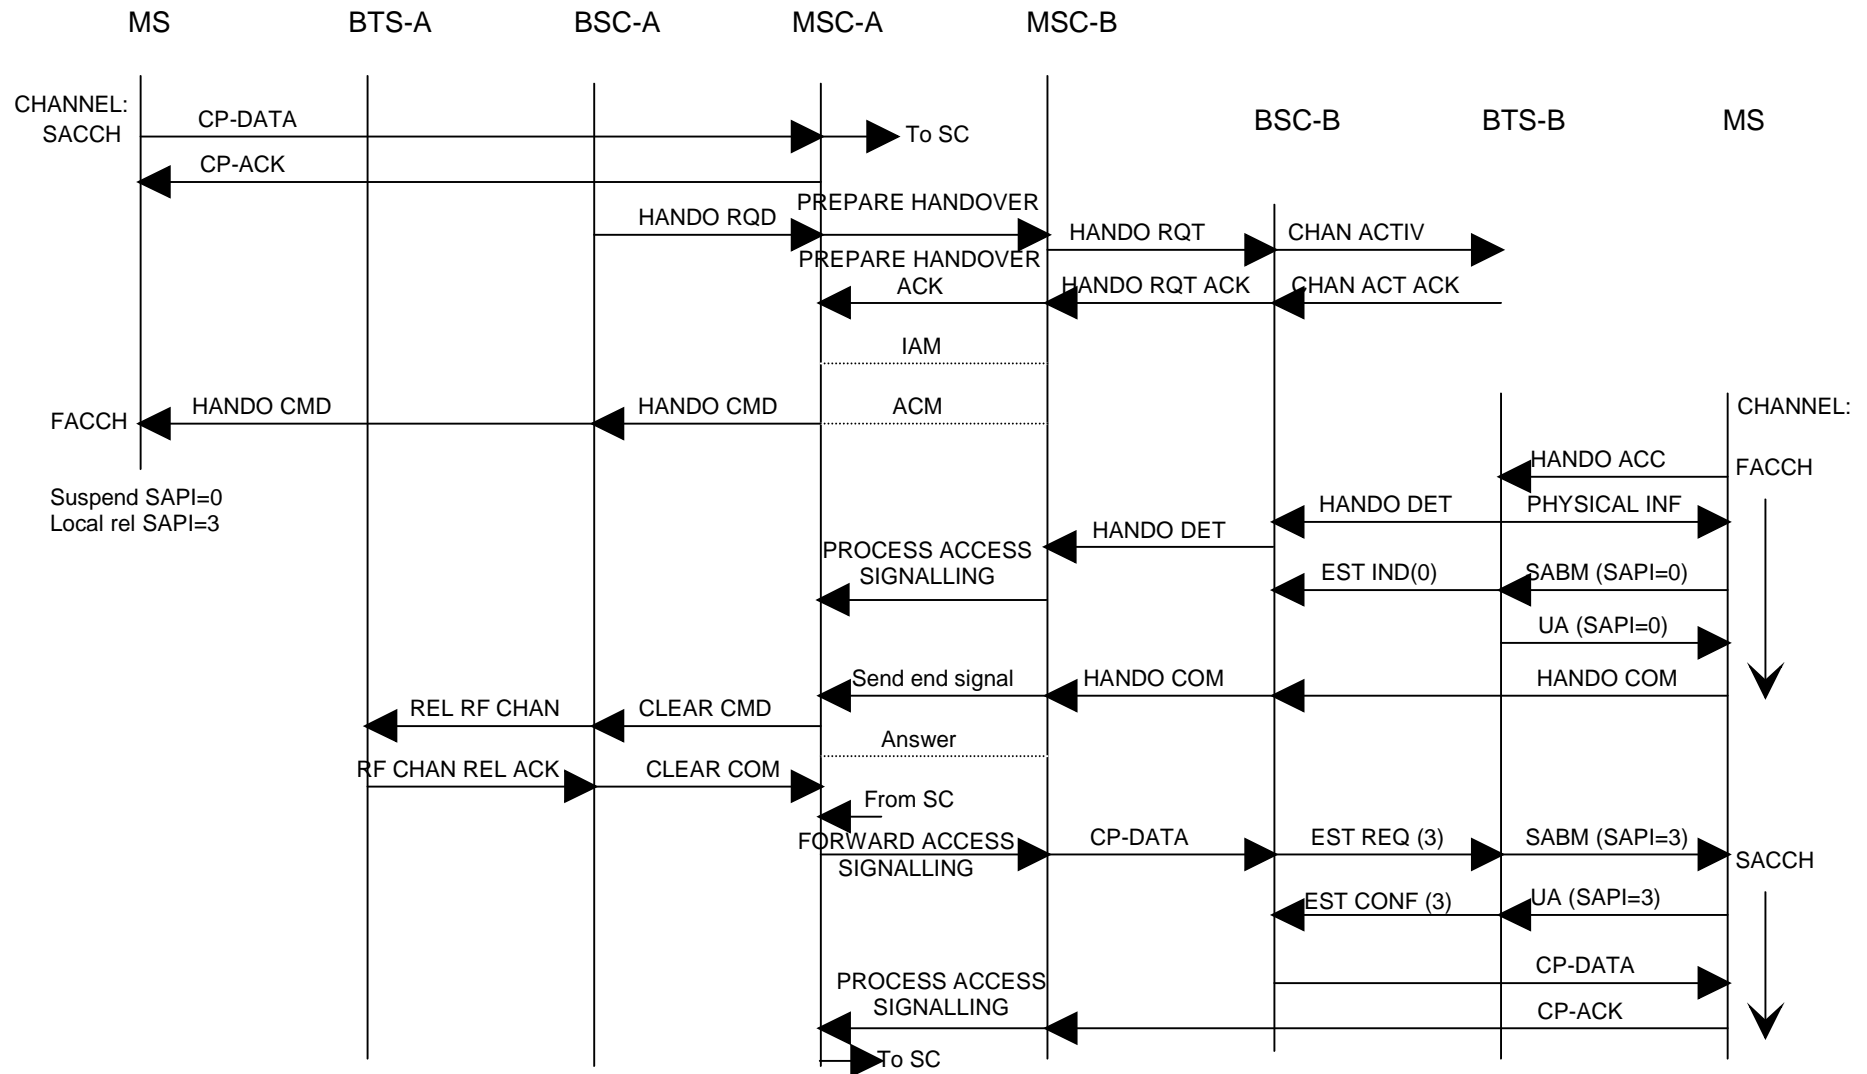 MS BTS-A BSC-A MSC-A MSC-B
BSC-B BTS-B MS
CHANNEL:
SACCH
CP-DATA
To SC
CP-ACK
PREPARE HANDOVER
HANDO RQD
HANDO RQT
CHAN ACTIV
PREPARE HANDOVER
ACK
HANDO RQT ACK
CHAN ACT ACK
IAM
FACCH
HANDO CMD
HANDO CMD
ACM
CHANNEL:
HANDO ACC
FACCH
Suspend SAPI=0
Local rel SAPI=3
HANDO DET
PHYSICAL INF
HANDO DET
PROCESS ACCESS
SIGNALLING
EST IND(0)
SABM (SAPI=0)
UA (SAPI=0)
Send end signal
HANDO COM
HANDO COM
REL RF CHAN
CLEAR CMD
Answer
RF CHAN REL ACK
CLEAR COM
From SC
FORWARD ACCESS
SIGNALLING
CP-DATA
EST REQ (3)
SABM (SAPI=3)
SACCH
EST CONF (3)
UA (SAPI=3)
CP-DATA
PROCESS ACCESS
SIGNALLING
CP-ACK
To SC